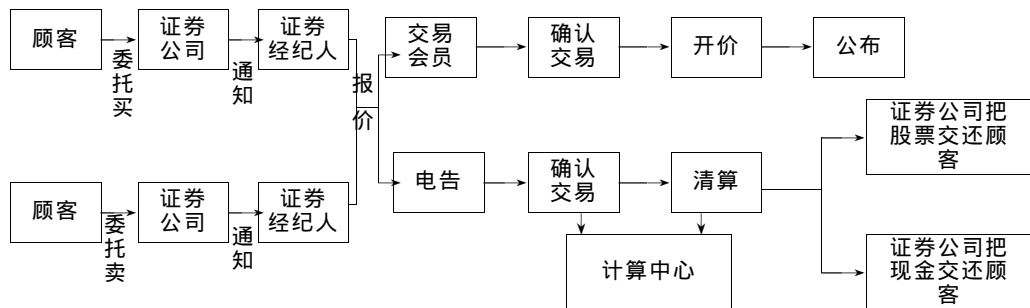 顾客
委托买
证券
公司
通知
证券
经纪人
报价
交易
会员
确认
交易
开价
公布
电告
确认
交易
清算
证券公司把
股票交还顾
客
顾客
委托卖
证券
公司
通知
证券
经纪人
计算中心
证券公司把
现金交还顾
客